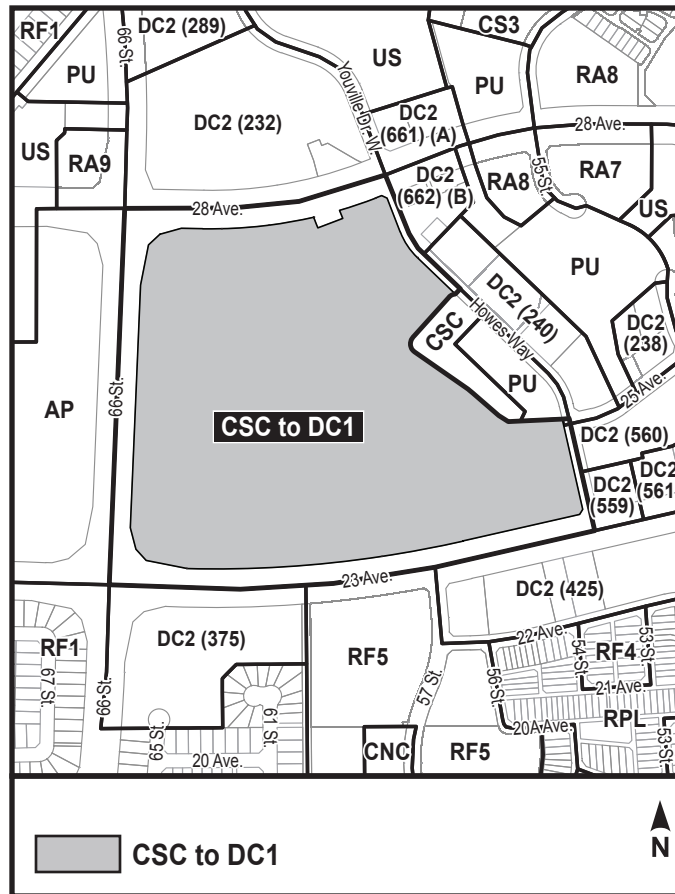 RF1
66 St.
DC2 (289)
CS3
PU
US
Youville Dr. W.
PU
RA8
DC2 (232)
DC2
(661) (A)
28 Ave.
US
RA9
DC2
(662) (B)
RA8
55 St.
RA7
US
28 Ave.
PU
DC2 (240)
Howes Way
CSC
DC2
(238)
PU
25 Ave.
AP
66 St.
CSC to DC1
DC2 (560)
DC2
(559)
DC2
(561
23 Ave.
DC2 (425)
RF1
67 St.
66 St.
DC2 (375)
RF5
57 St.
22 Ave.
54 St.
RF4
53 St.
21 Ave.
56 St.
RPL
65 St.
61 St.
20 Ave.
CNC
RF5
20A Ave.
53 St.
CSC to DC1
N